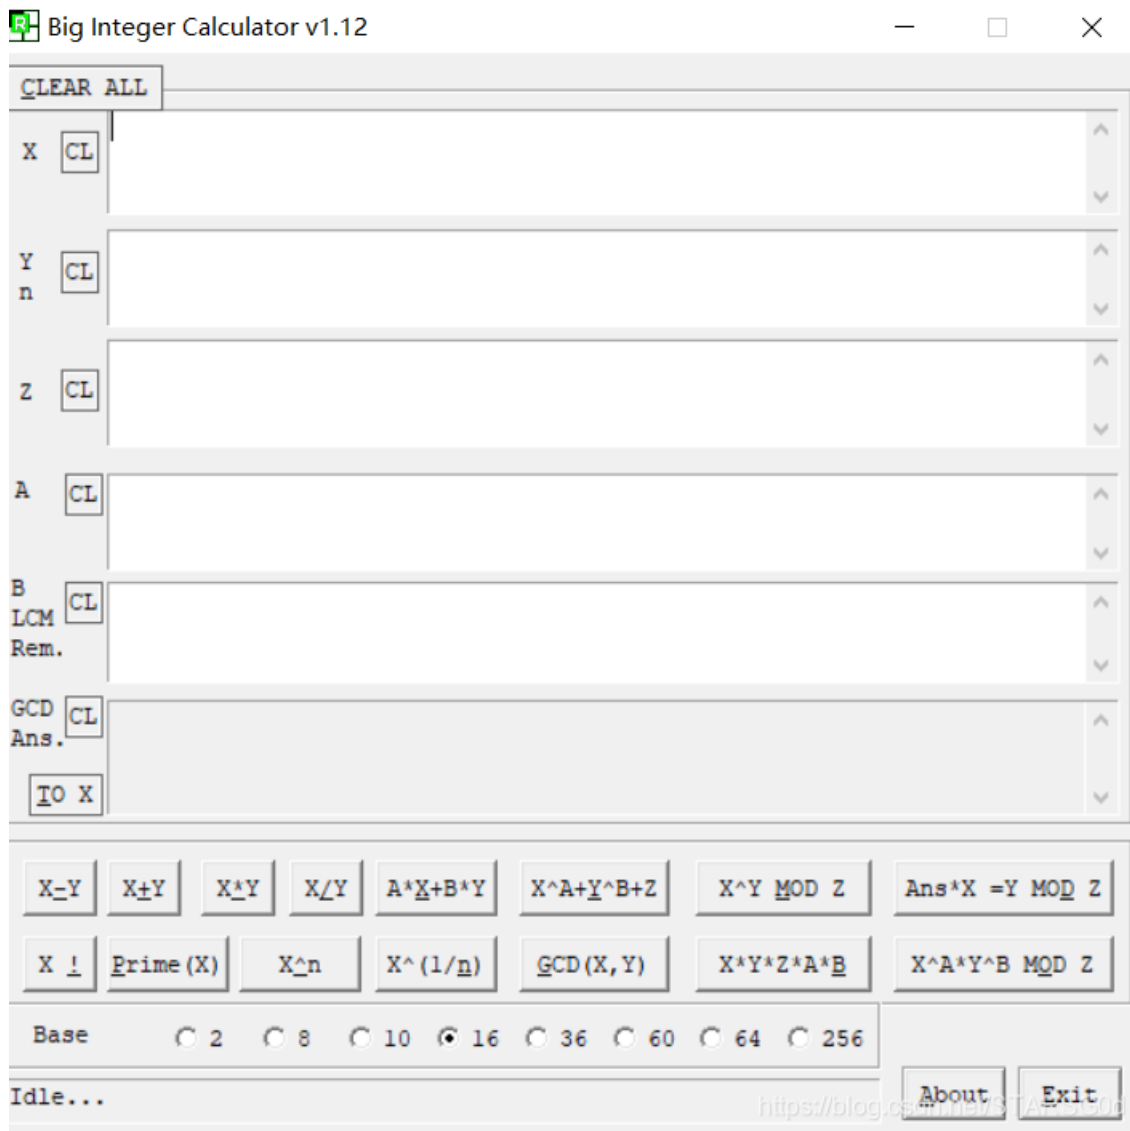 Big Integer Calculator v1.12
CLEAR ALL
X CL
Y
n CL
Z CL
A CL
B
LCM CL
Rem.
GCD CL
Ans.
TO X
X-Y X+Y X*Y X/Y A*X+B*Y X^A+Y^B+Z X^Y MOD Z Ans*X =Y MOD Z
X ! Prime(X) X^n X^(1/n) GCD(X,Y) X*Y*Z*A*B X^A*Y^B MOD Z
Base 2 8 10 16 36 60 64 256
Idle...
About Exit